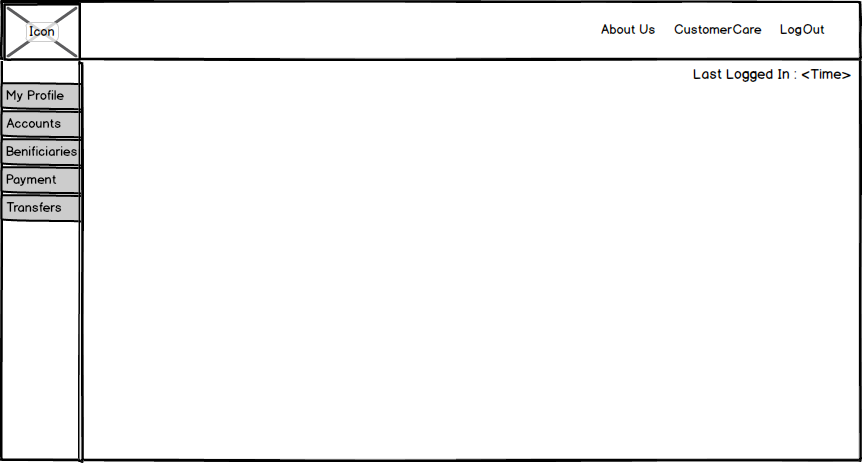 Icon
About Us CustomerCare LogOut
Last Logged In : <Time>
My Profile
Accounts
Benificiaries
Payment
Transfers